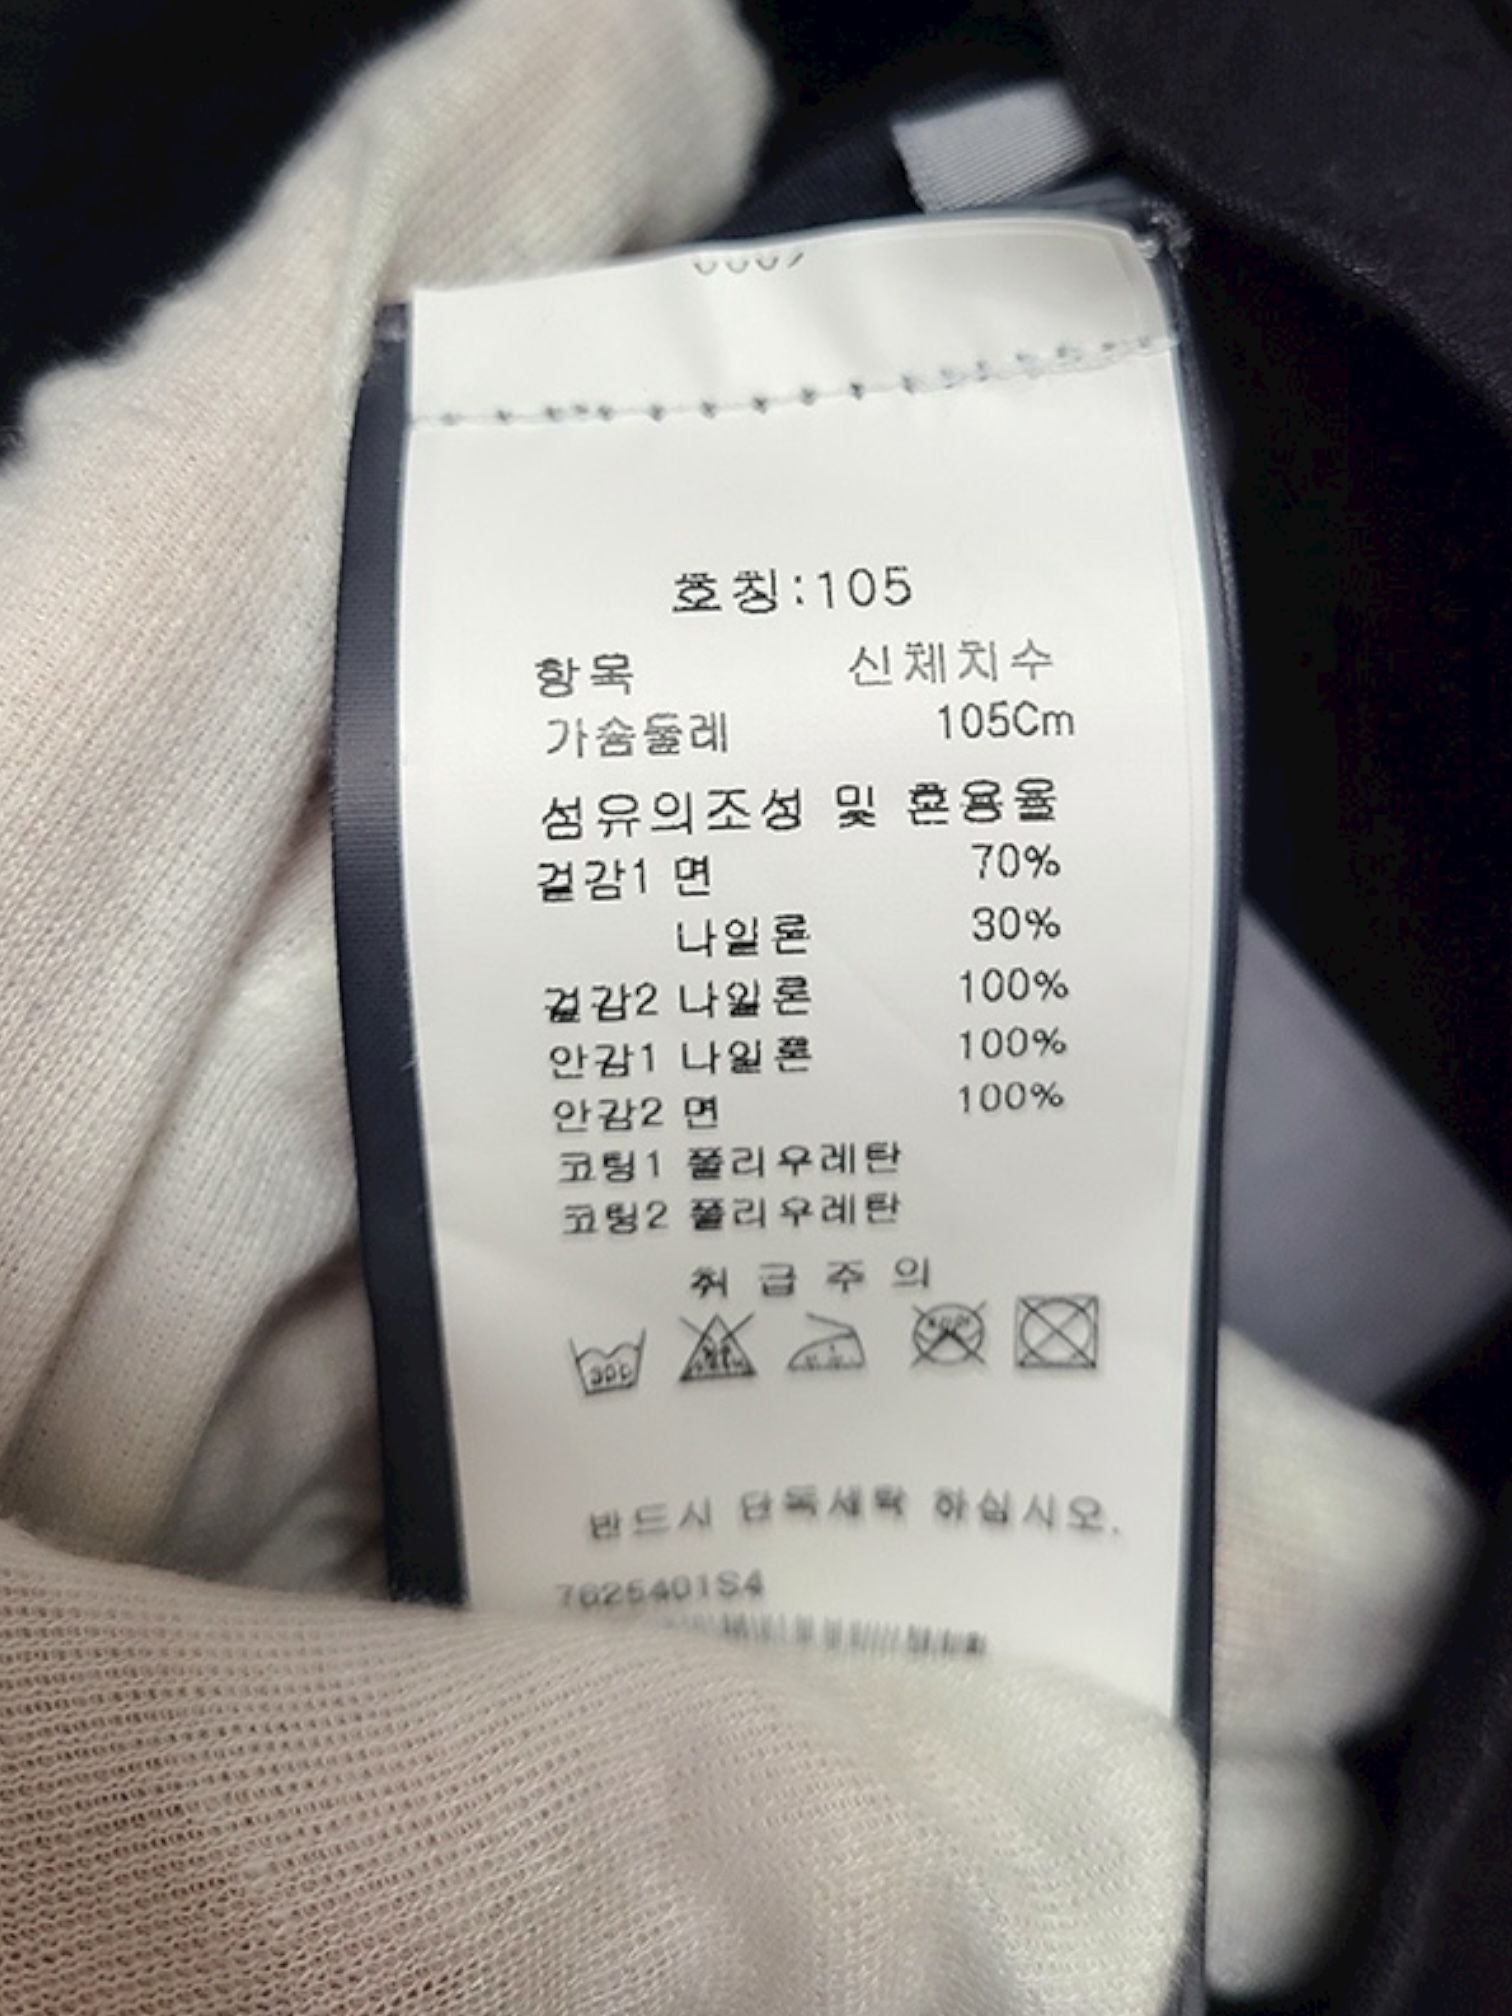 호칭:105
항목 신체치수
가슴둘레 105Cm
섬유의조성 및 혼용율
겉감1 면 70%
나일론 30%
겉감2 나일론 100%
안감1 나일론 100%
안감2 면 100%
코팅1 폴리우레탄
코팅2 폴리우레탄
취급주의
반드시 단독세탁 하십시오.
7625401S4